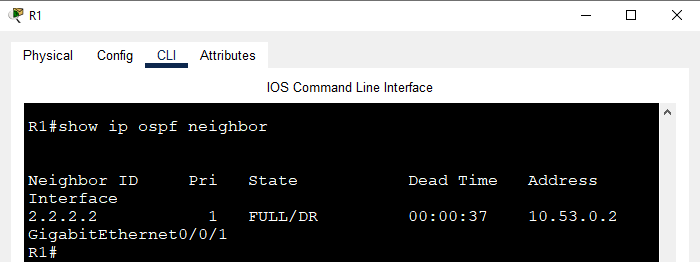 R1
Physical Config CLI Attributes
IOS Command Line Interface
R1#show ip ospf neighbor
Neighbor ID Pri State Dead Time Address
Interface
2.2.2.2 1 FULL/DR 00:00:37 10.53.0.2
GigabitEthernet0/0/1
R1#